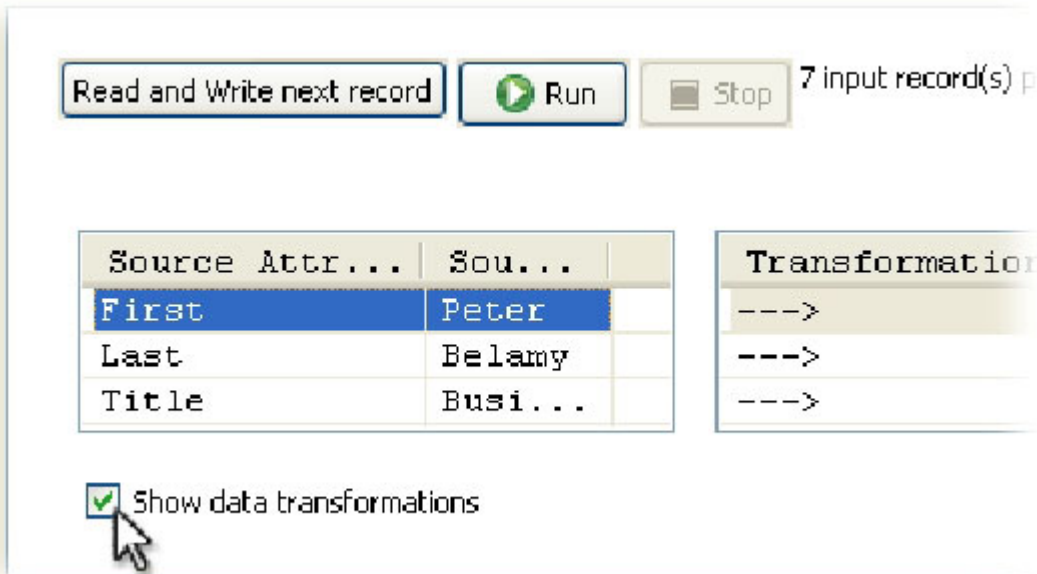 Read and Write next record Run Stop 7 input record(s)
Source Attr... Sou... Transformation
First Peter --->
Last Belamy --->
Title Busi... --->
Show data transformations